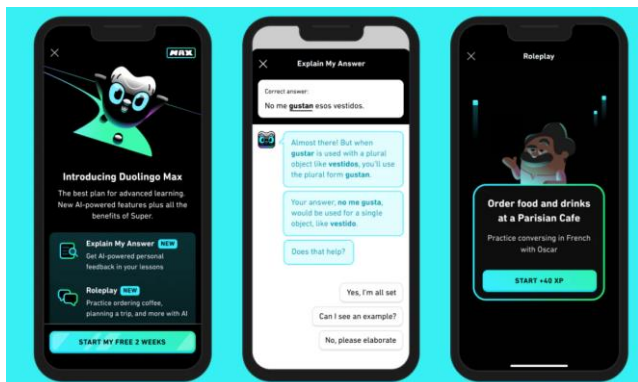 MAX
Introducing Duolingo Max
The best plan for advanced learning.
New AI-powered features plus all the
benefits of Super.
Explain My Answer NEW
Get AI-powered personal
feedback in your lessons
Roleplay NEW
Practice ordering coffee,
planning a trip, and more with AI
START MY FREE 2 WEEKS
Explain My Answer
Correct answer:
No me gustan esos vestidos.
Almost there! But when
gustar is used with a plural
object like vestidos, you'll use
the plural form gustan.
Your answer, no me gusta,
would be used for a single
object, like vestido.
Does that help?
Yes, I'm all set
Can I see an example?
No, please elaborate
Roleplay
Order food and drinks
at a Parisian Cafe
Practice conversing in French
with Oscar
START +40 XP